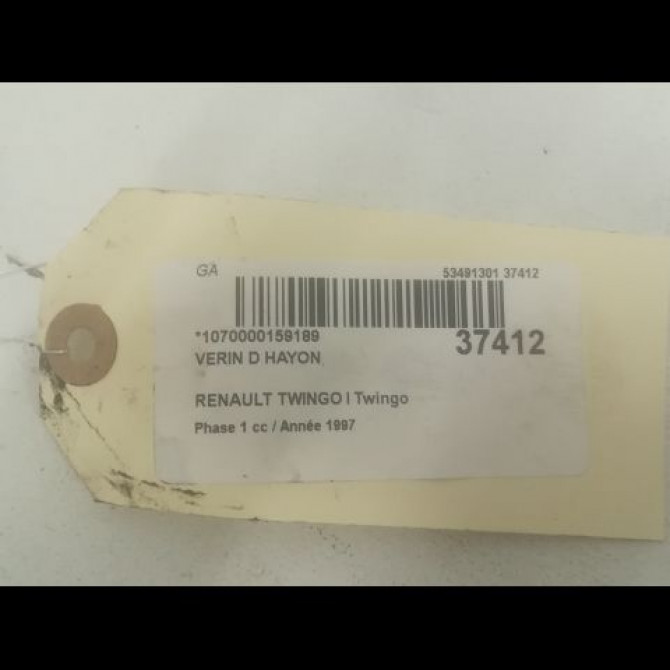 GA 53491301 37412
*1070000159189 37412
VERIN D HAYON
RENAULT TWINGO I Twingo
Phase 1 cc / Année 1997